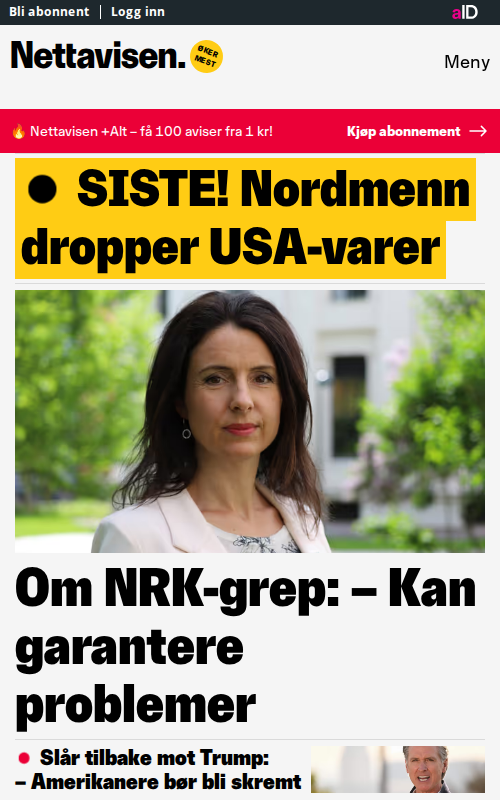 Bli abonnent | Logg inn
aID
Nettavisen.
ØKER
MEST
Meny
Nettavisen +Alt – få 100 aviser fra 1 kr!
Kjøp abonnement →
SISTE! Nordmenn
dropper USA-varer
Om NRK-grep: – Kan
garantere
problemer
Slår tilbake mot Trump:
– Amerikanere bør bli skremt